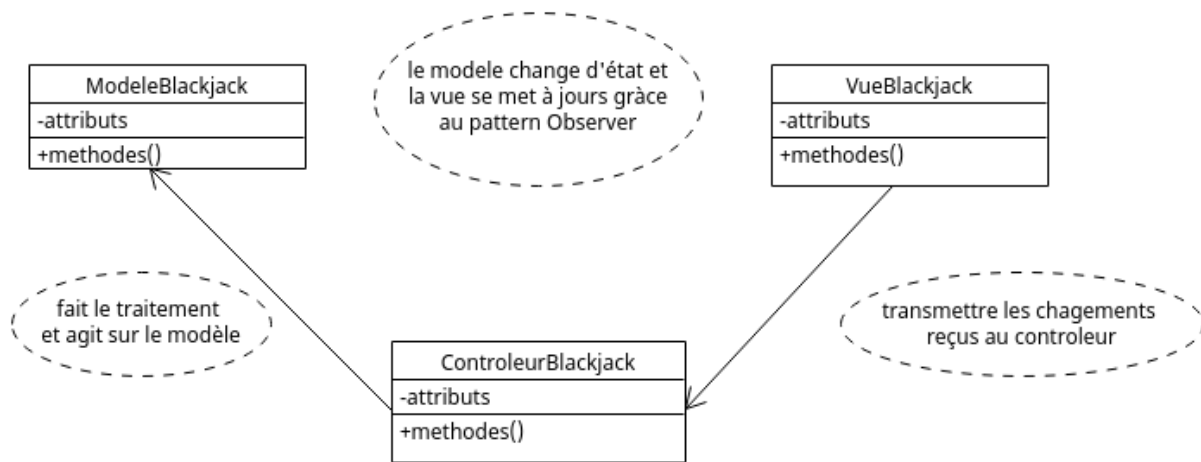 ModeleBlackjack
-attributs
+methodes()
le modele change d'état et
la vue se met à jours gràce
au pattern Observer
VueBlackjack
-attributs
+methodes()
fait le traitement
et agit sur le modèle
transmettre les chagements
reçus au controleur
ControleurBlackjack
-attributs
+methodes()